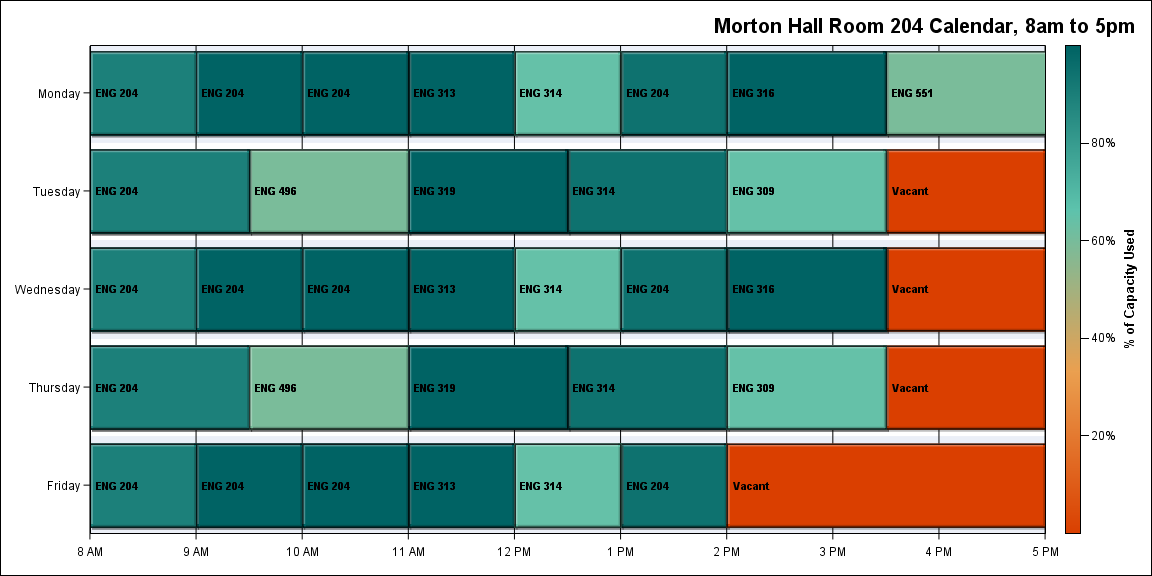 Morton Hall Room 204 Calendar, 8am to 5pm
Monday
ENG 204
ENG 204
ENG 204
ENG 313
ENG 314
ENG 204
ENG 316
ENG 551
Tuesday
ENG 204
ENG 496
ENG 319
ENG 314
ENG 309
Vacant
Wednesday
ENG 204
ENG 204
ENG 204
ENG 313
ENG 314
ENG 204
ENG 316
Vacant
Thursday
ENG 204
ENG 496
ENG 319
ENG 314
ENG 309
Vacant
Friday
ENG 204
ENG 204
ENG 204
ENG 313
ENG 314
ENG 204
Vacant
8 AM
9 AM
10 AM
11 AM
12 PM
1 PM
2 PM
3 PM
4 PM
5 PM
80%
60%
40%
20%
% of Capacity Used